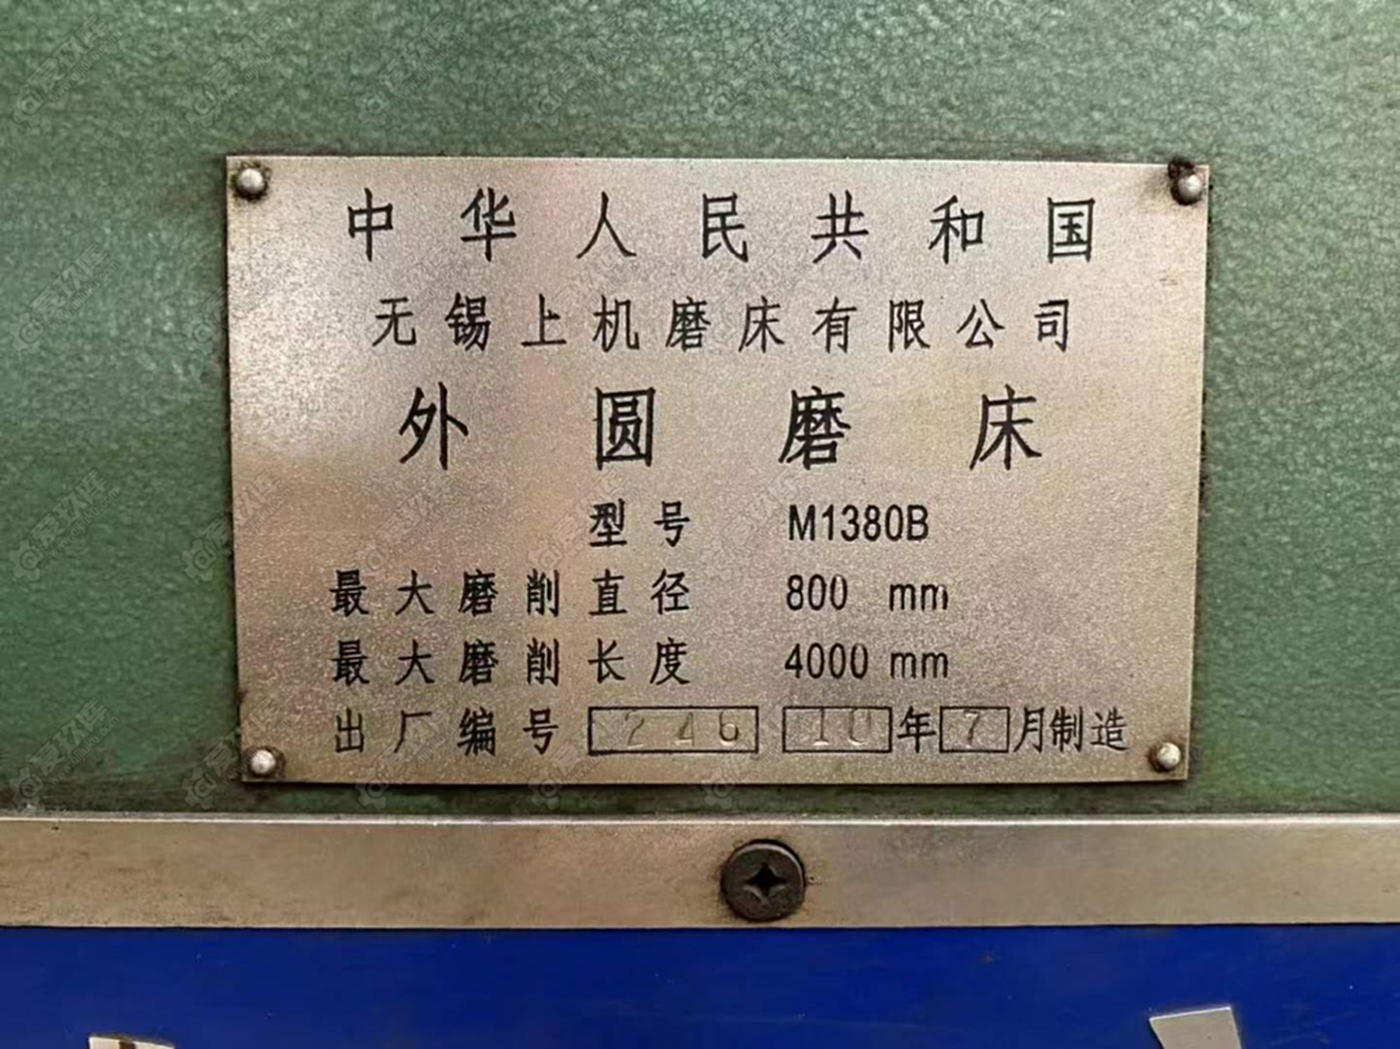 中华人民共和国
无锡上机磨床有限公司
外圆磨床
型号 M1380B
最大磨削直径 800 mm
最大磨削长度 4000 mm
出厂编号 246 10年7月制造